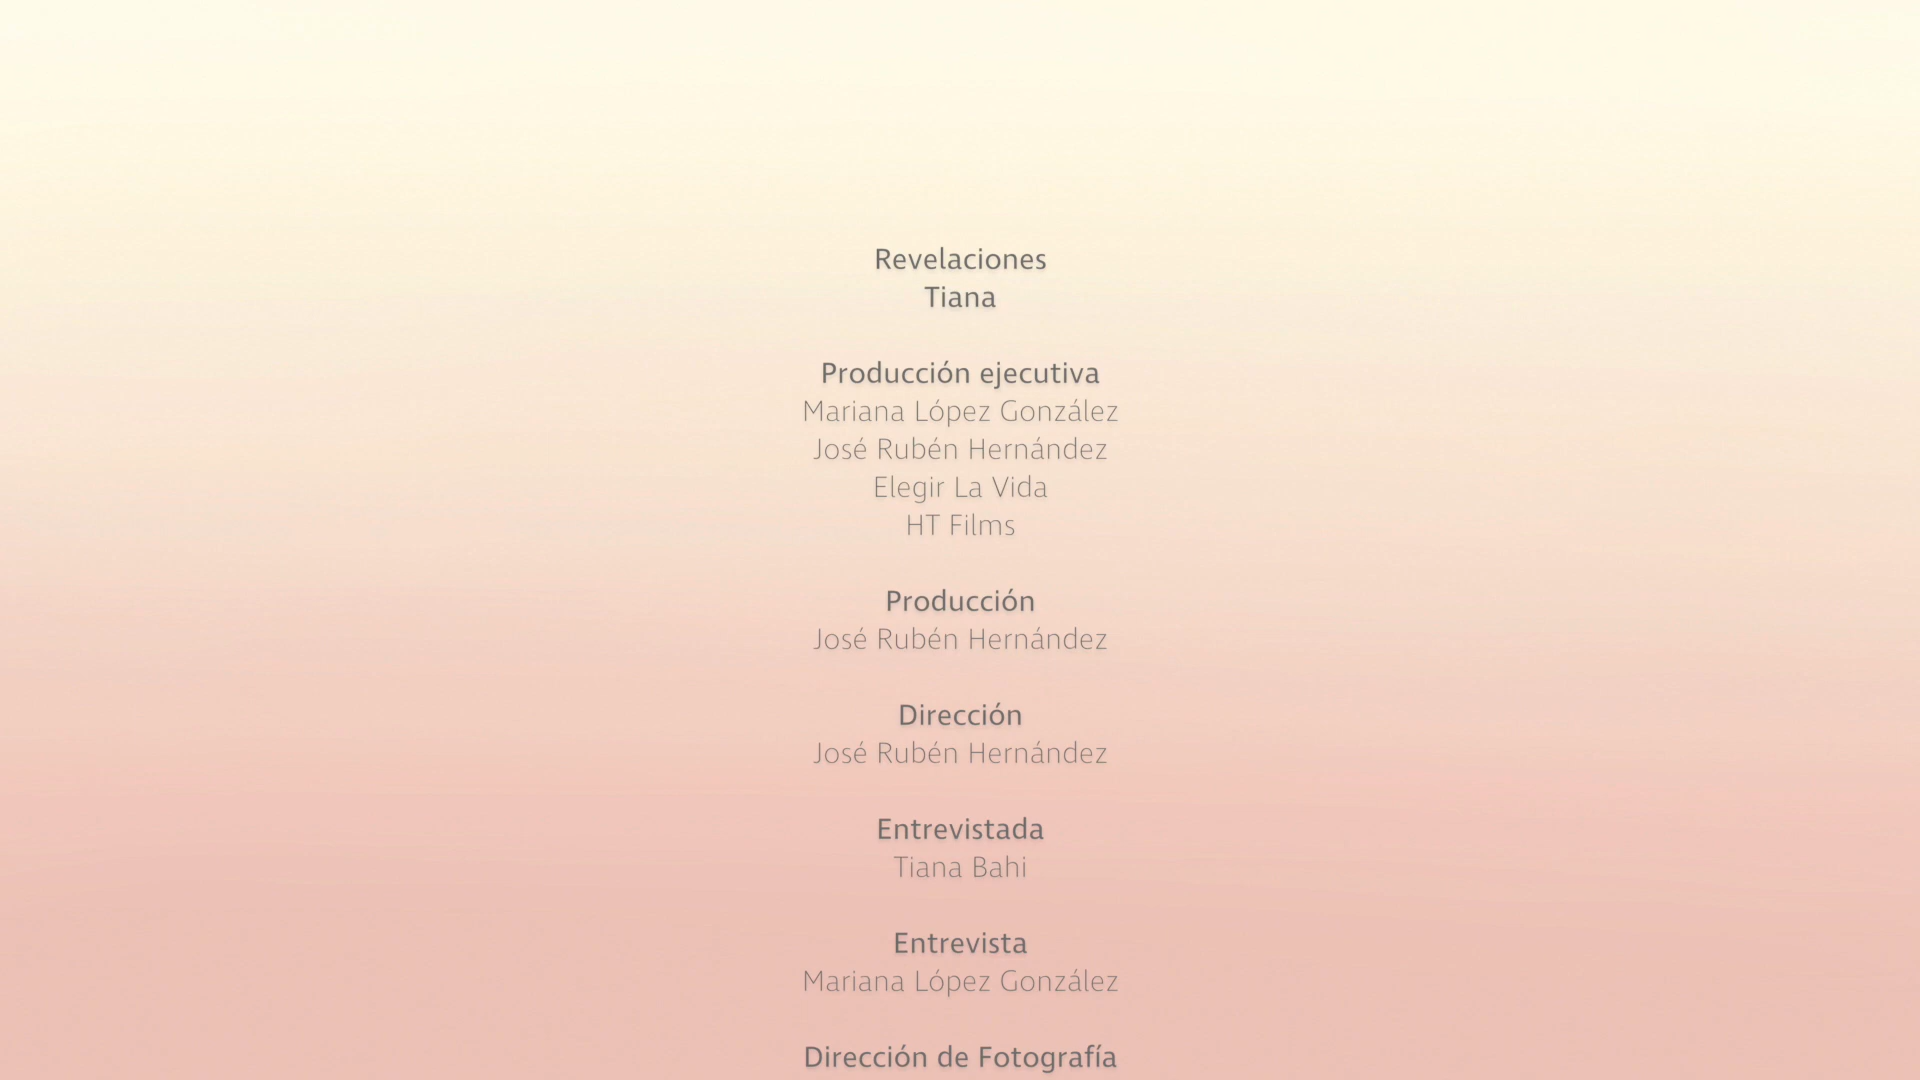 Revelaciones
Tiana
Producción ejecutiva
Mariana López González
José Rubén Hernández
Elegir La Vida
HT Films
Producción
José Rubén Hernández
Dirección
José Rubén Hernández
Entrevistada
Tiana Bahi
Entrevista
Mariana López González
Dirección de Fotografía